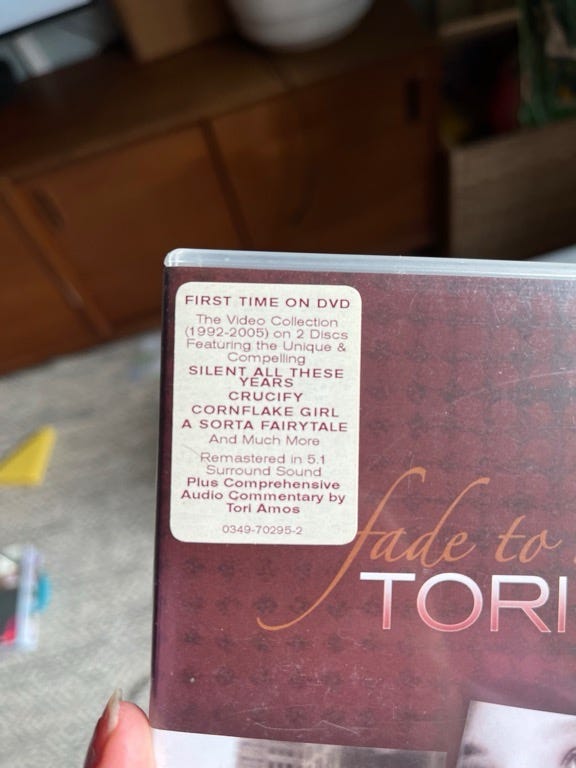 FIRST TIME ON DVD
The Video Collection
(1992-2005) on 2 Discs
Featuring the Unique &
Compelling
SILENT ALL THESE
YEARS
CRUCIFY
CORNFLAKE GIRL
A SORTA FAIRYTALE
And Much More
Remastered in 5.1
Surround Sound
Plus Comprehensive
Audio Commentary by
Tori Amos
0349-70295-2
fade to
TORI